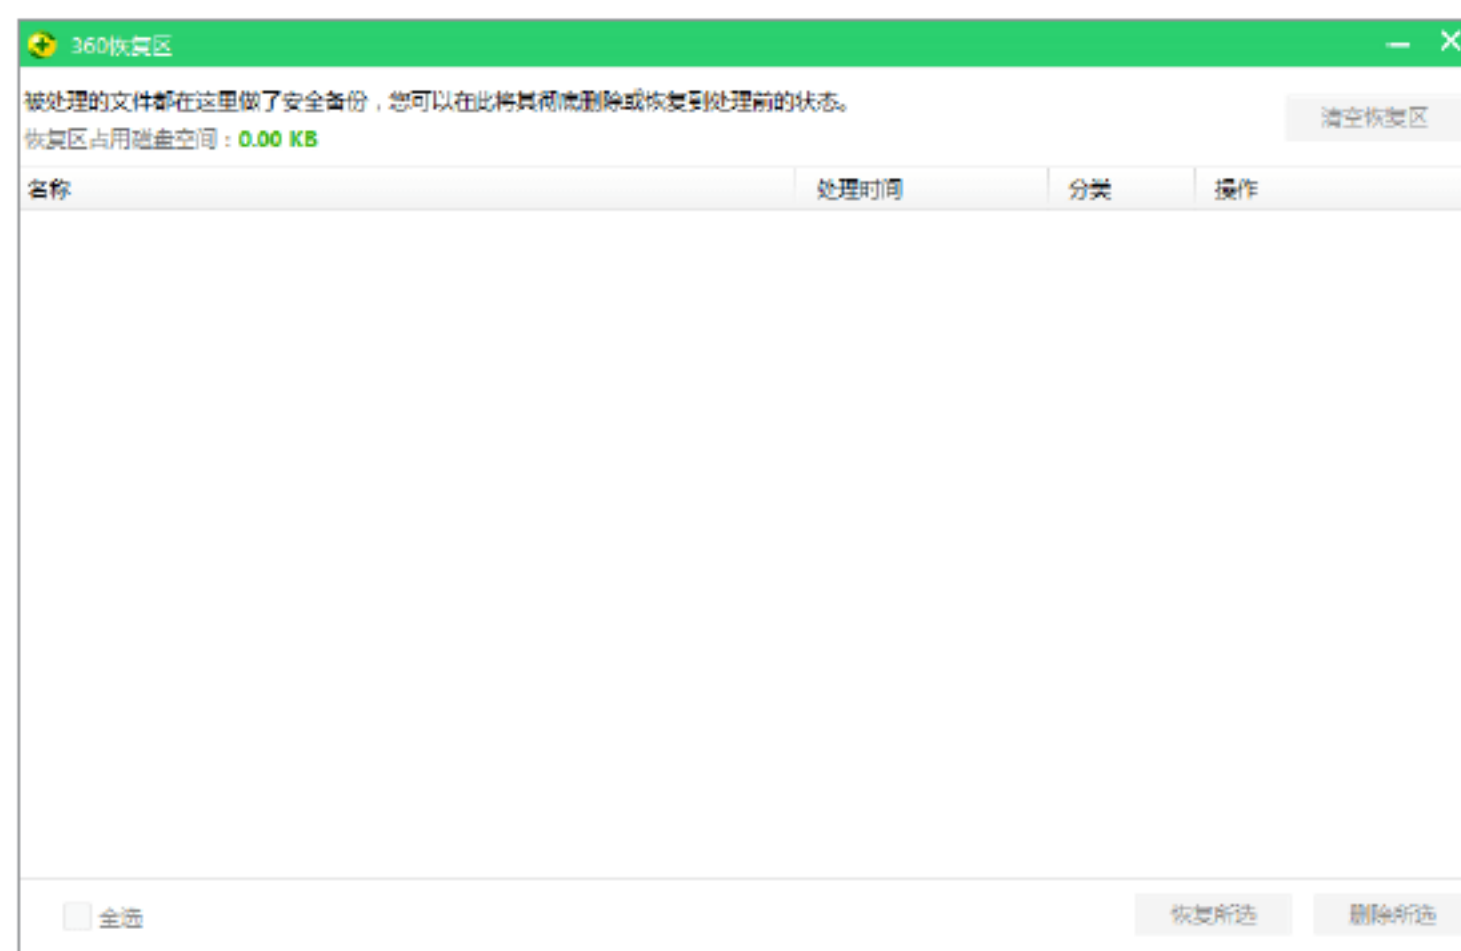 360恢复区
被处理的文件都在这里做了安全备份，您可以在此将其彻底删除或恢复到处理前的状态。
清空恢复区
恢复区占用磁盘空间：0.00 KB
名称 处理时间 分类 操作
全选 恢复所选 删除所选